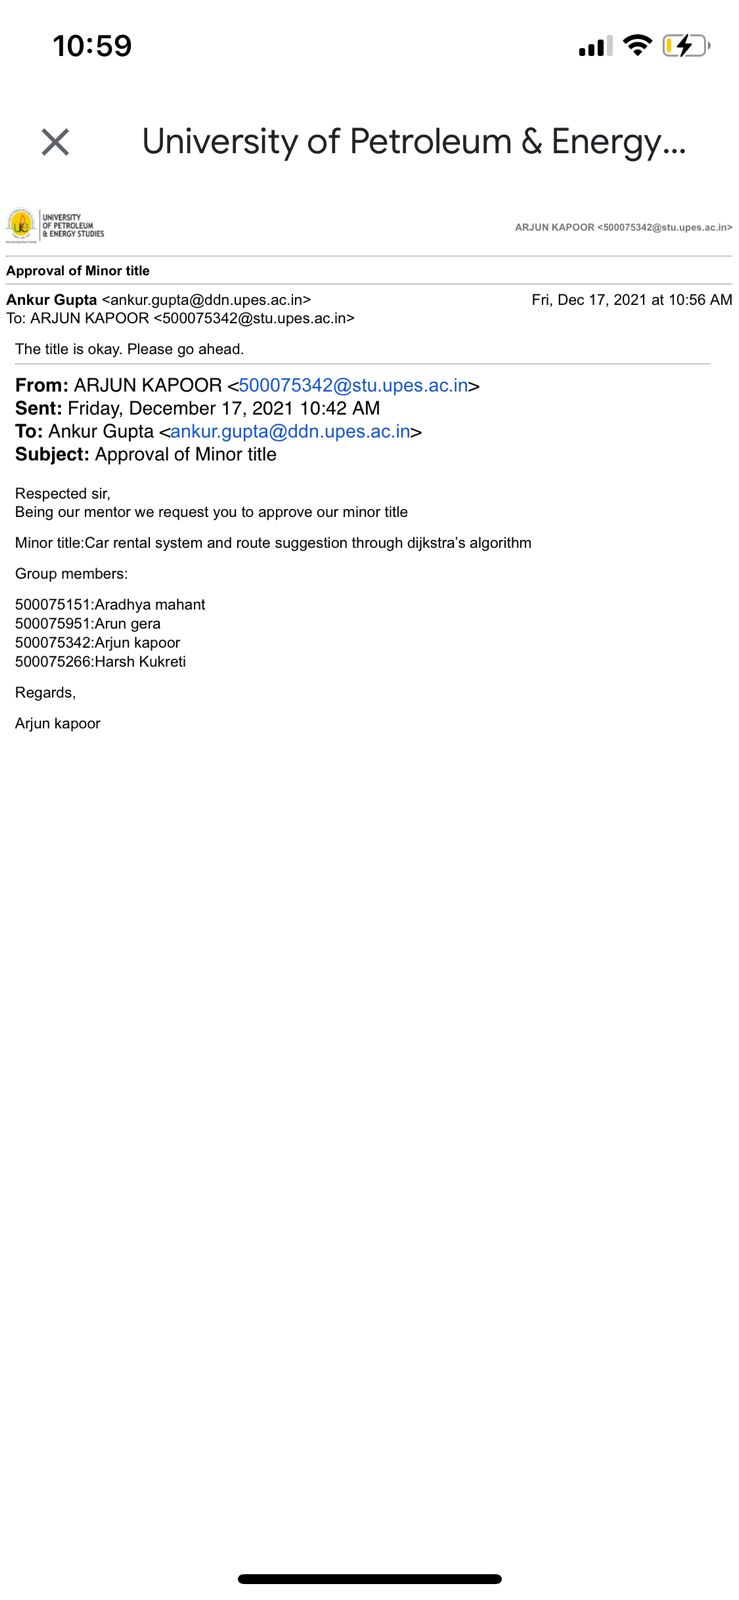 10:59
University of Petroleum & Energy...
UNIVERSITY
OF PETROLEUM
& ENERGY STUDIES
ARJUN KAPOOR <500075342@stu.upes.ac.in>
Approval of Minor title
Ankur Gupta <ankur.gupta@ddn.upes.ac.in>
Fri, Dec 17, 2021 at 10:56 AM
To: ARJUN KAPOOR <500075342@stu.upes.ac.in>
The title is okay. Please go ahead.
From: ARJUN KAPOOR <500075342@stu.upes.ac.in>
Sent: Friday, December 17, 2021 10:42 AM
To: Ankur Gupta <ankur.gupta@ddn.upes.ac.in>
Subject: Approval of Minor title
Respected sir,
Being our mentor we request you to approve our minor title
Minor title:Car rental system and route suggestion through dijkstra's algorithm
Group members:
500075151:Aradhya mahant
500075951:Arun gera
500075342:Arjun kapoor
500075266:Harsh Kukreti
Regards,
Arjun kapoor